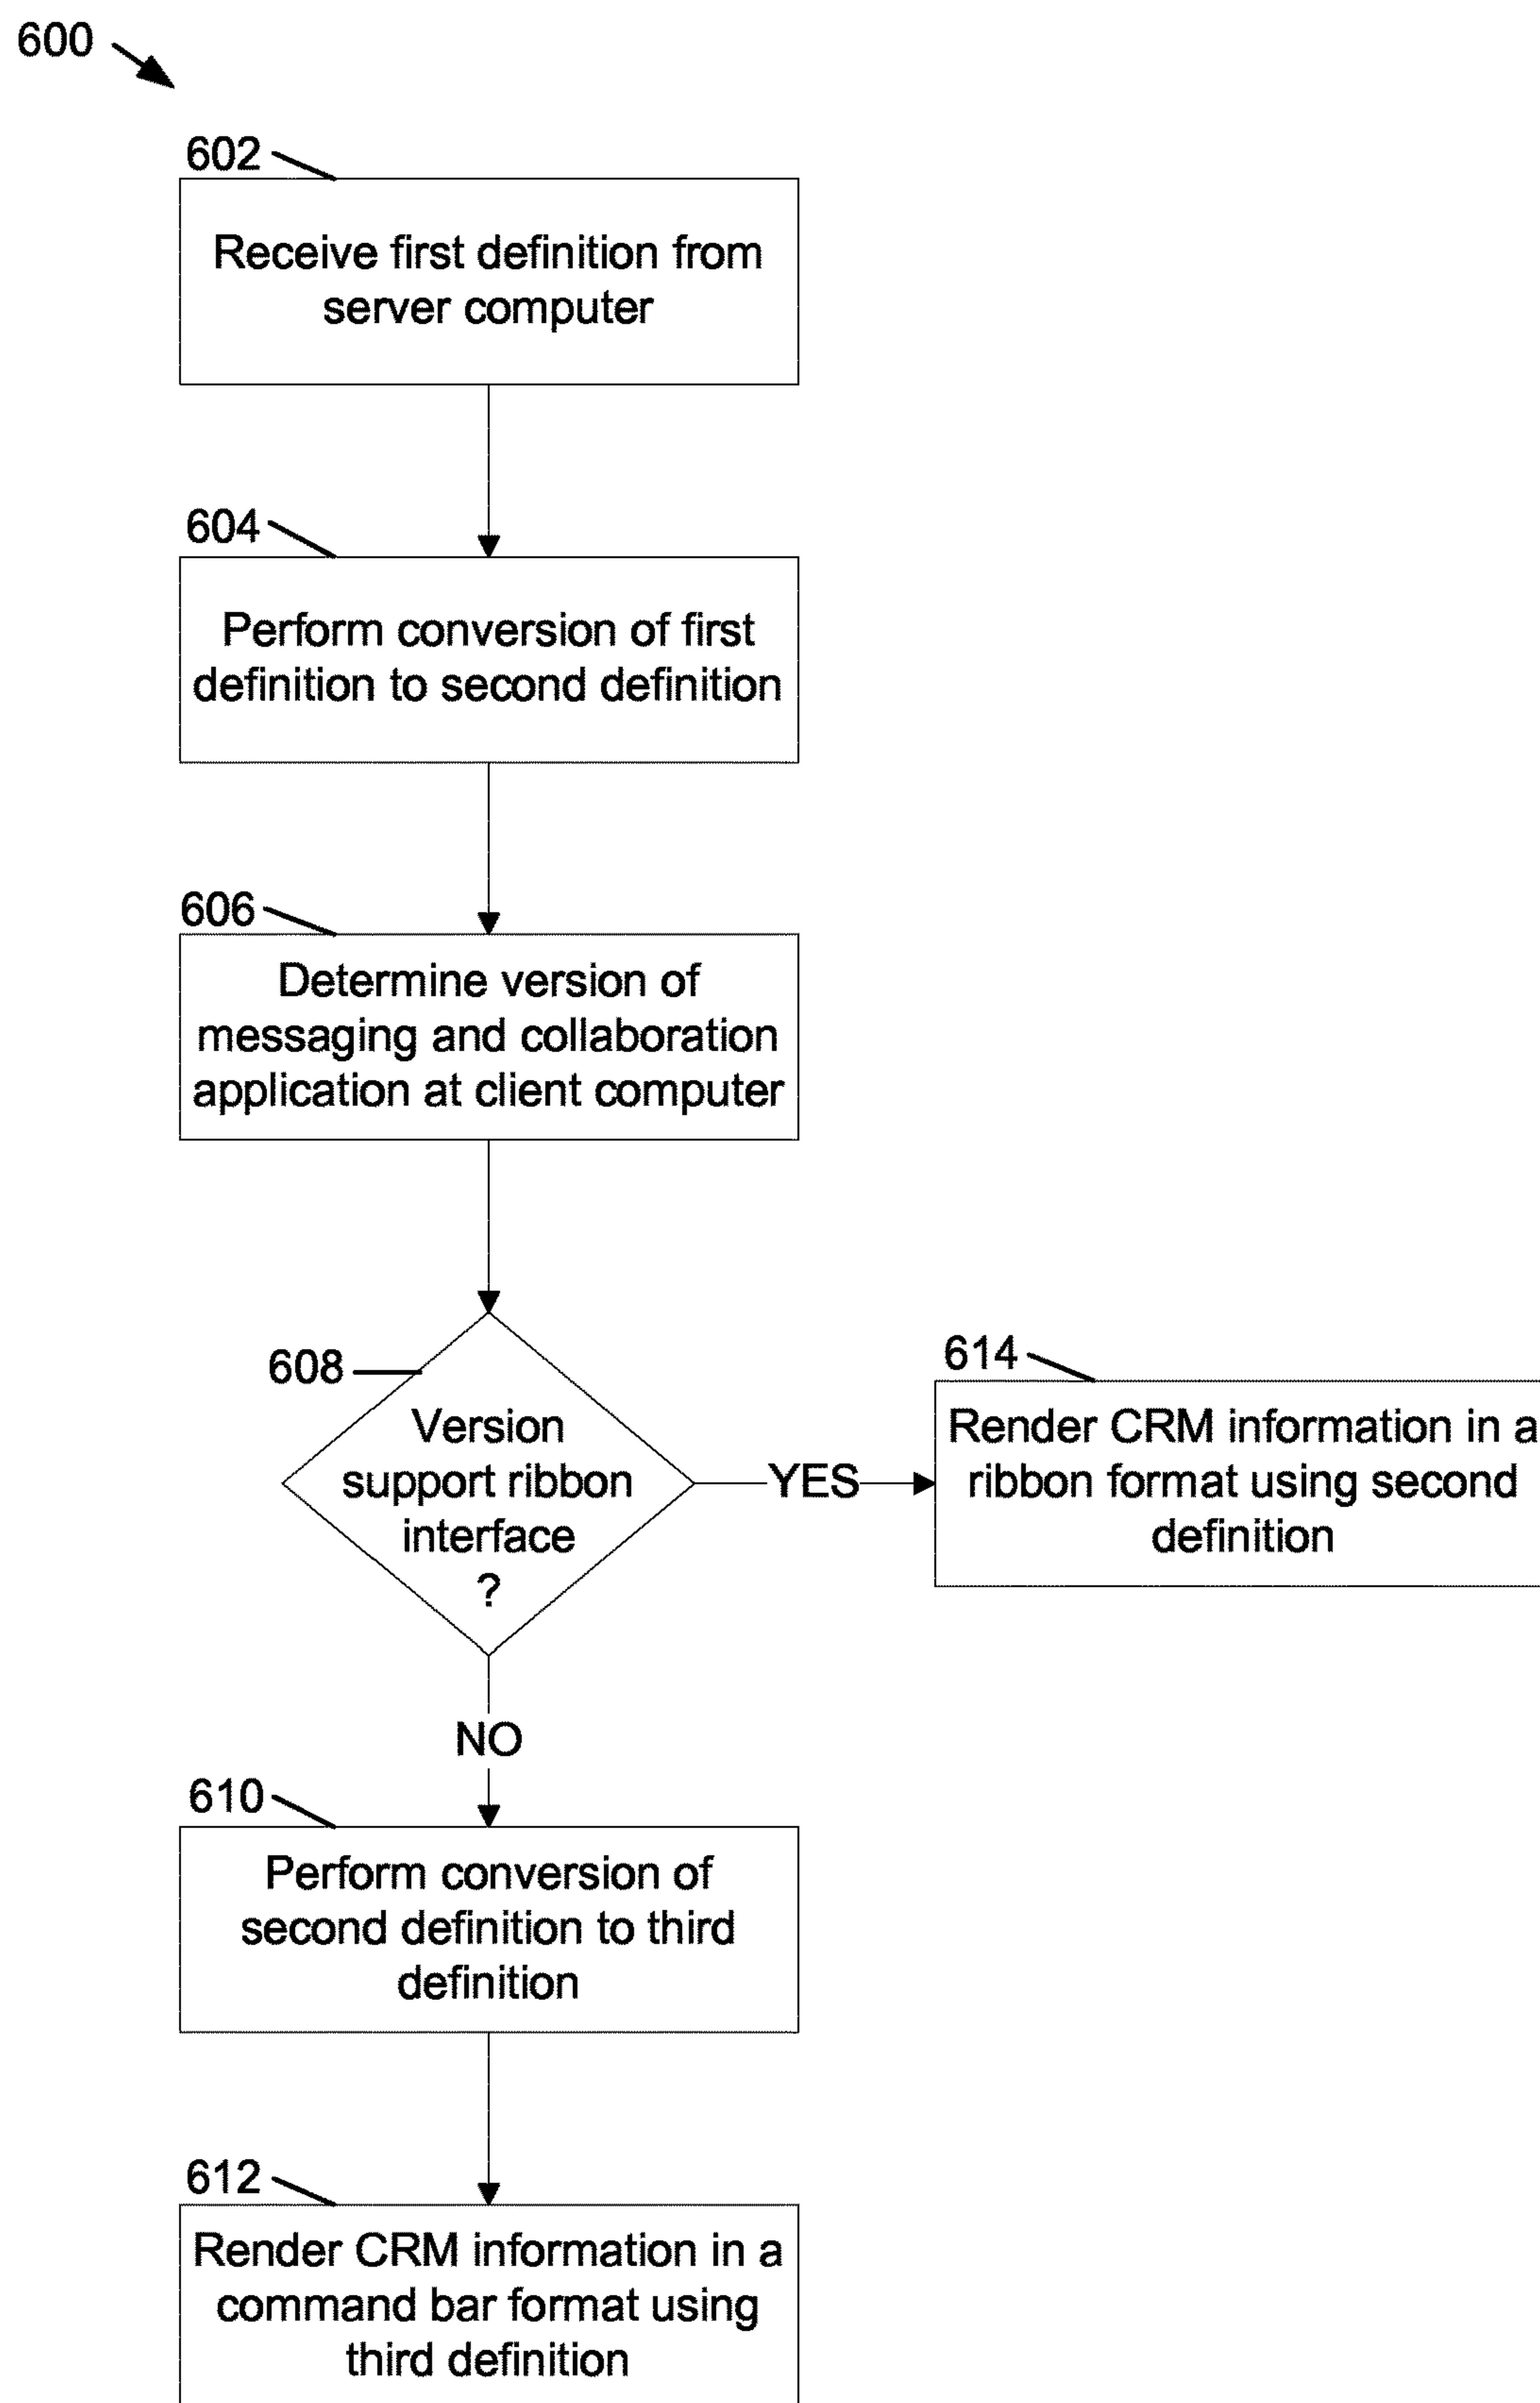 600
602
Receive first definition from
server computer
604
Perform conversion of first
definition to second definition
606
Determine version of
messaging and collaboration
application at client computer
608
Version
support ribbon
interface
?
YES
614
Render CRM information in a
ribbon format using second
definition
NO
610
Perform conversion of
second definition to third
definition
612
Render CRM information in a
command bar format using
third definition